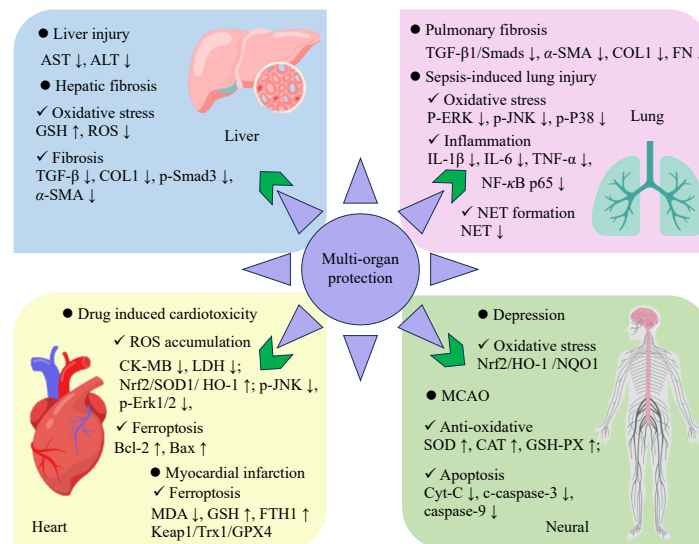 ● Liver injury
AST ↓, ALT ↓
● Hepatic fibrosis
✓ Oxidative stress
GSH ↑, ROS ↓
✓ Fibrosis
TGF-β ↓, COL1 ↓, p-Smad3 ↓,
α-SMA ↓
Liver
● Pulmonary fibrosis
TGF-β1/Smads ↓, α-SMA ↓, COL1 ↓, FN ↓
● Sepsis-induced lung injury
✓ Oxidative stress
P-ERK ↓, p-JNK ↓, p-P38 ↓
✓ Inflammation
IL-1β ↓, IL-6 ↓, TNF-α ↓,
NF-κB p65 ↓
✓ NET formation
NET ↓
Lung
Multi-organ
protection
● Drug induced cardiotoxicity
✓ ROS accumulation
CK-MB ↓, LDH ↓;
Nrf2/SOD1/ HO-1 ↑; p-JNK ↓,
p-Erk1/2 ↓,
✓ Ferroptosis
Bcl-2 ↑, Bax ↑
● Myocardial infarction
✓ Ferroptosis
MDA ↓, GSH ↑, FTH1 ↑
Keap1/Trx1/GPX4
Heart
● Depression
✓ Oxidative stress
Nrf2/HO-1 /NQO1
● MCAO
✓ Anti-oxidative
SOD ↑, CAT ↑, GSH-PX ↑;
✓ Apoptosis
Cyt-C ↓, c-caspase-3 ↓,
caspase-9 ↓
Neural